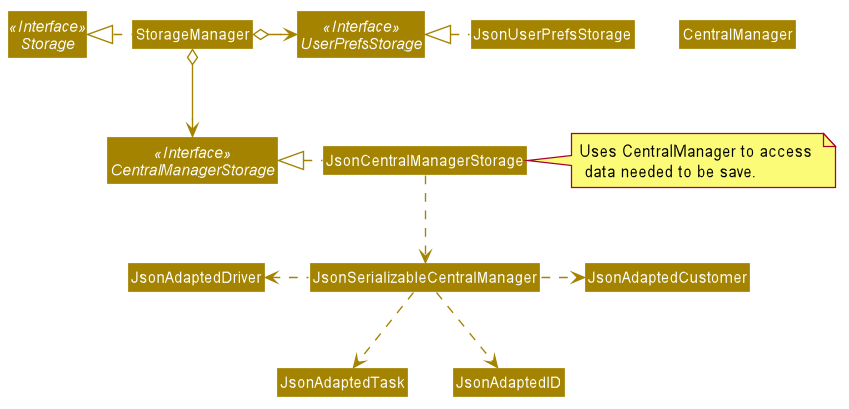 «Interface»
Storage
StorageManager
«Interface»
UserPrefsStorage
JsonUserPrefsStorage
CentralManager
«Interface»
CentralManagerStorage
JsonCentralManagerStorage
Uses CentralManager to access
data needed to be save.
JsonAdaptedDriver
JsonSerializableCentralManager
JsonAdaptedCustomer
JsonAdaptedTask
JsonAdaptedID